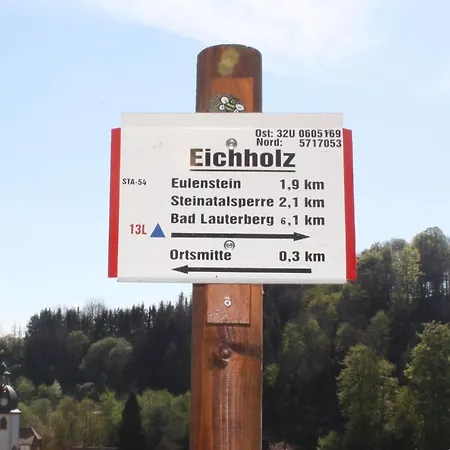 Ost: 32U 0605169
Nord: 5717053
Eichholz
STA-54
Eulenstein 1,9 km
Steinatalsperre 2,1 km
Bad Lauterberg 6,1 km
13L
Ortsmitte 0,3 km